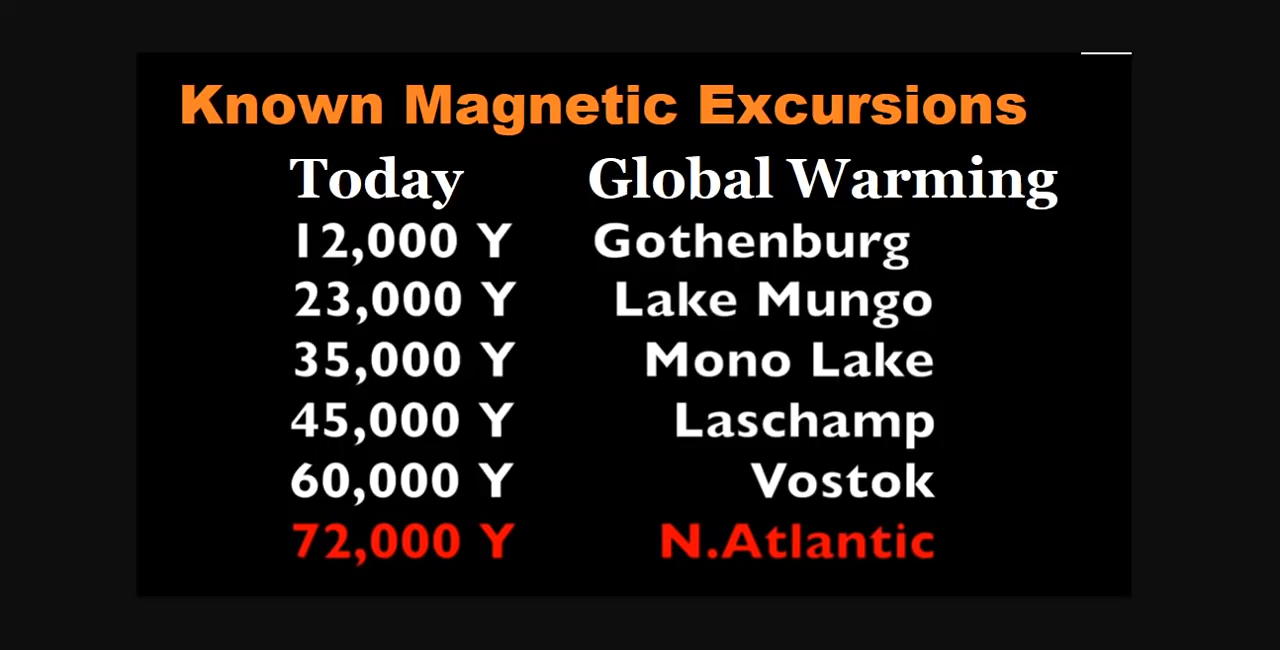 Known Magnetic Excursions
Today Global Warming
12,000 Y Gothenburg
23,000 Y Lake Mungo
35,000 Y Mono Lake
45,000 Y Laschamp
60,000 Y Vostok
72,000 Y N.Atlantic